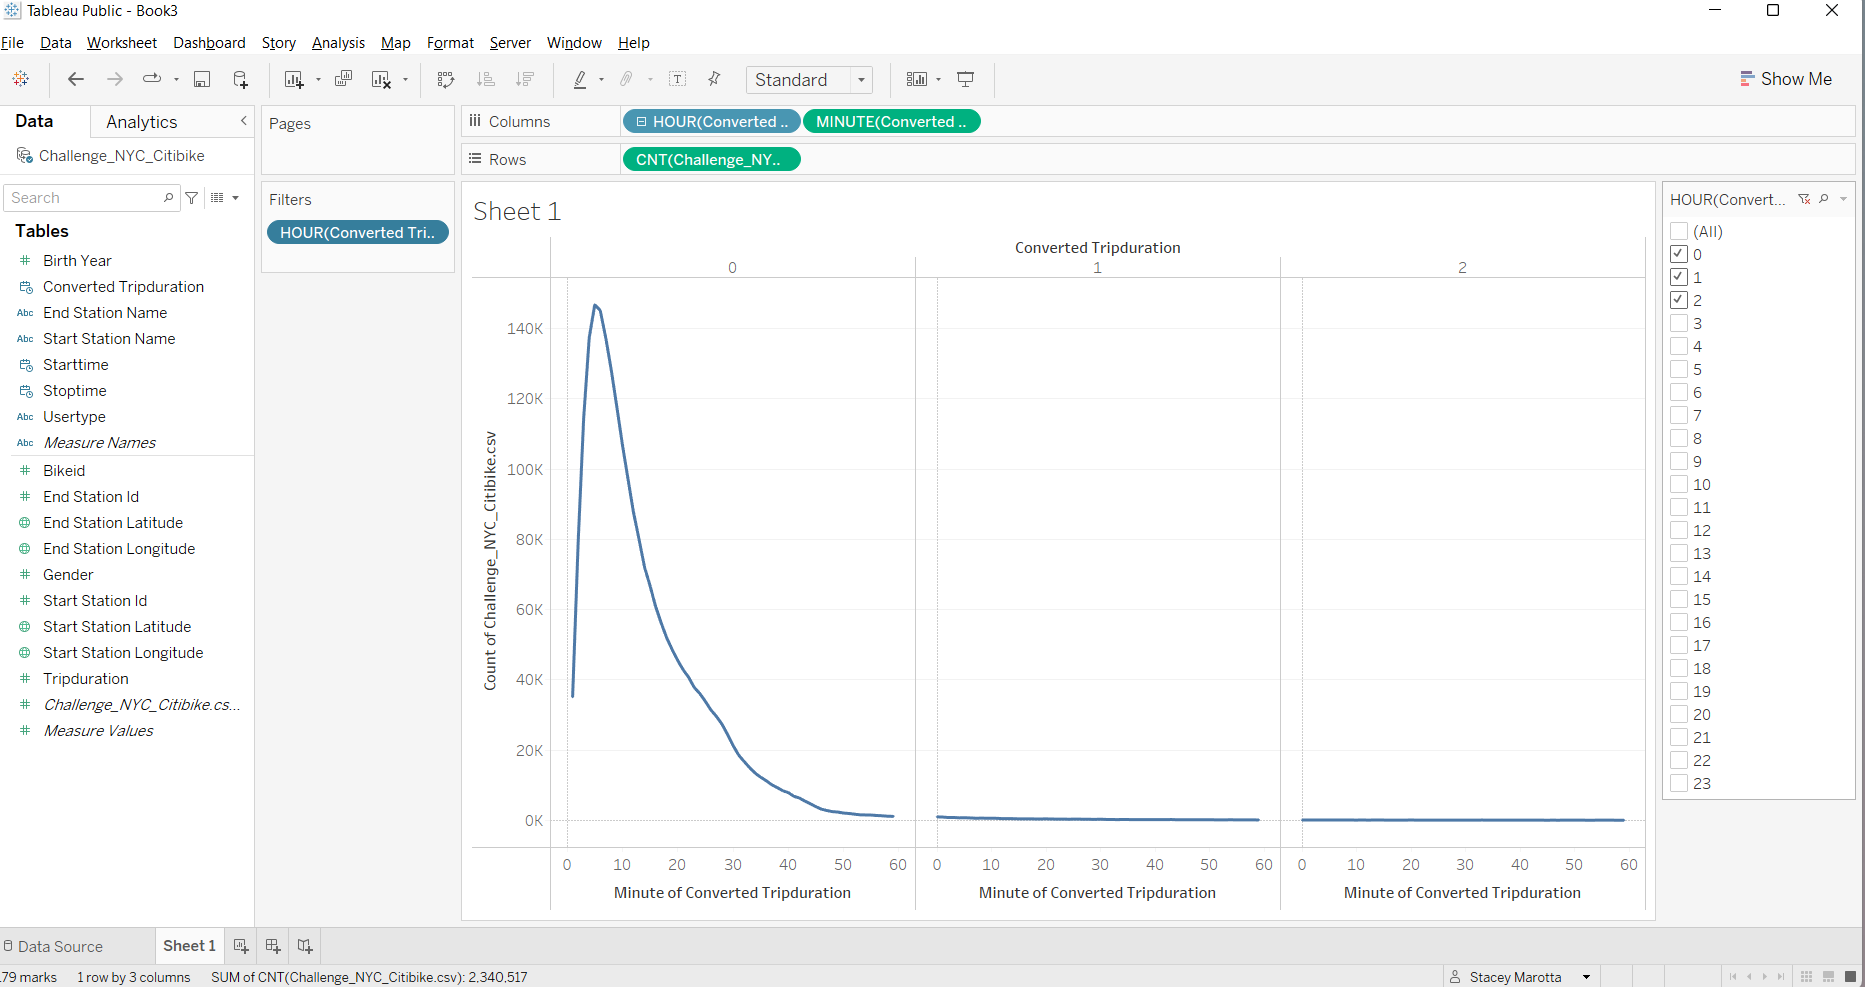 Tableau Public - Book3
File Data Worksheet Dashboard Story Analysis Map Format Server Window Help
Standard
Show Me
Data Analytics
Challenge_NYC_Citibike
Search
Tables
Birth Year
Converted Tripduration
Abc End Station Name
Abc Start Station Name
Starttime
Stoptime
Abc Usertype
Abc Measure Names
Bikeid
End Station Id
End Station Latitude
End Station Longitude
Gender
Start Station Id
Start Station Latitude
Start Station Longitude
Tripduration
Challenge_NYC_Citibike.cs...
Measure Values
Pages
Filters
HOUR(Converted Tri..
Columns HOUR(Converted .. MINUTE(Converted ..
Rows CNT(Challenge_NY..
Sheet 1
Converted Tripduration
0 1 2
Count of Challenge_NYC_Citibike.csv
140K
120K
100K
80K
60K
40K
20K
0K
0 10 20 30 40 50 60 0 10 20 30 40 50 60 0 10 20 30 40 50 60
Minute of Converted Tripduration Minute of Converted Tripduration Minute of Converted Tripduration
HOUR(Convert...
(All)
0
1
2
3
4
5
6
7
8
9
10
11
12
13
14
15
16
17
18
19
20
21
22
23
Data Source Sheet 1
79 marks 1 row by 3 columns SUM of CNT(Challenge_NYC_Citibike.csv): 2,340,517
Stacey Marotta